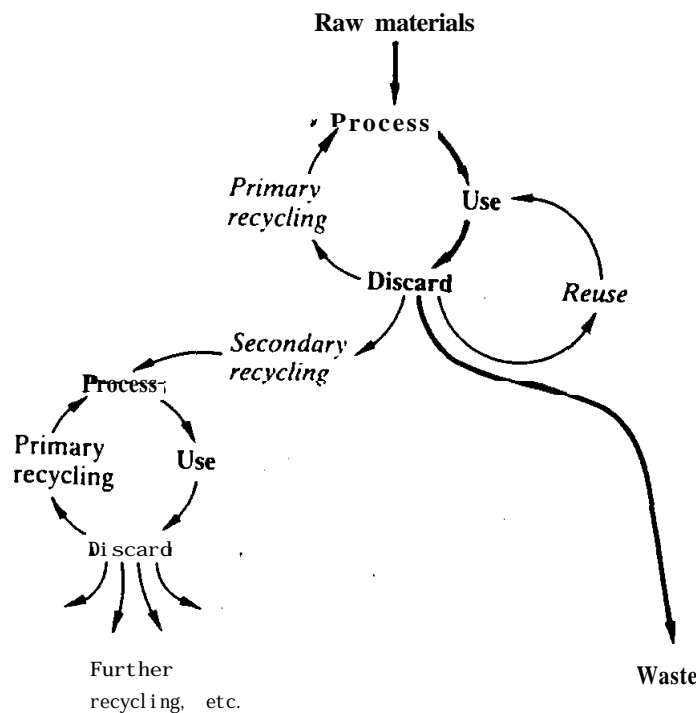 Raw materials
Process
Primary
recycling
Use
Discard
Reuse
Secondary
recycling
Process
Primary
recycling
Use
Discard
Further
recycling, etc.
Waste